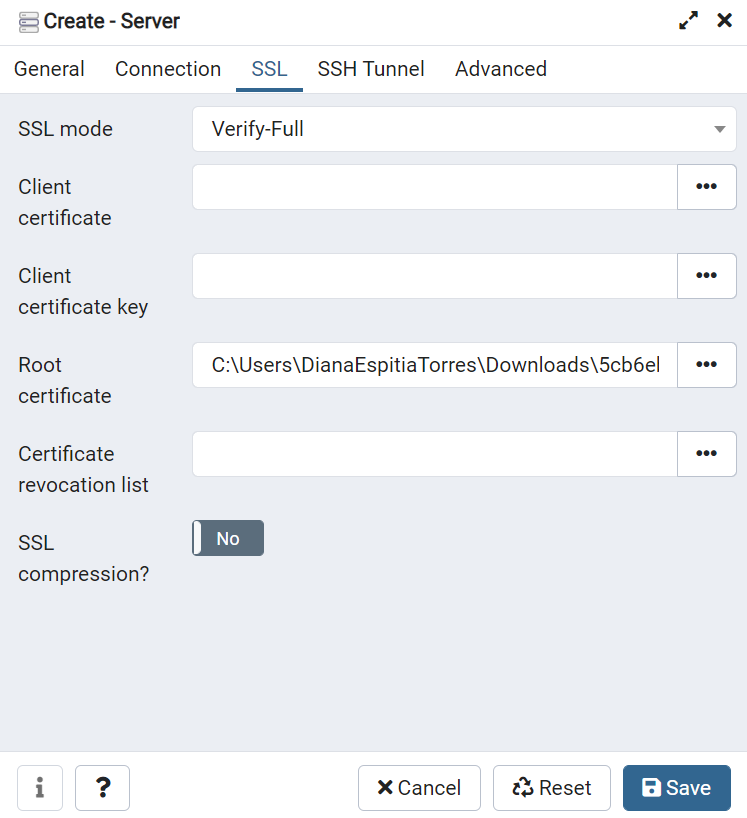 Create - Server
General Connection SSL SSH Tunnel Advanced
SSL mode
Verify-Full
Client
certificate
•••
Client
certificate key
•••
Root
certificate
C:\Users\DianaEspitiaTorres\Downloads\5cb6el
•••
Certificate
revocation list
•••
SSL
compression?
No
i ? Cancel Reset Save